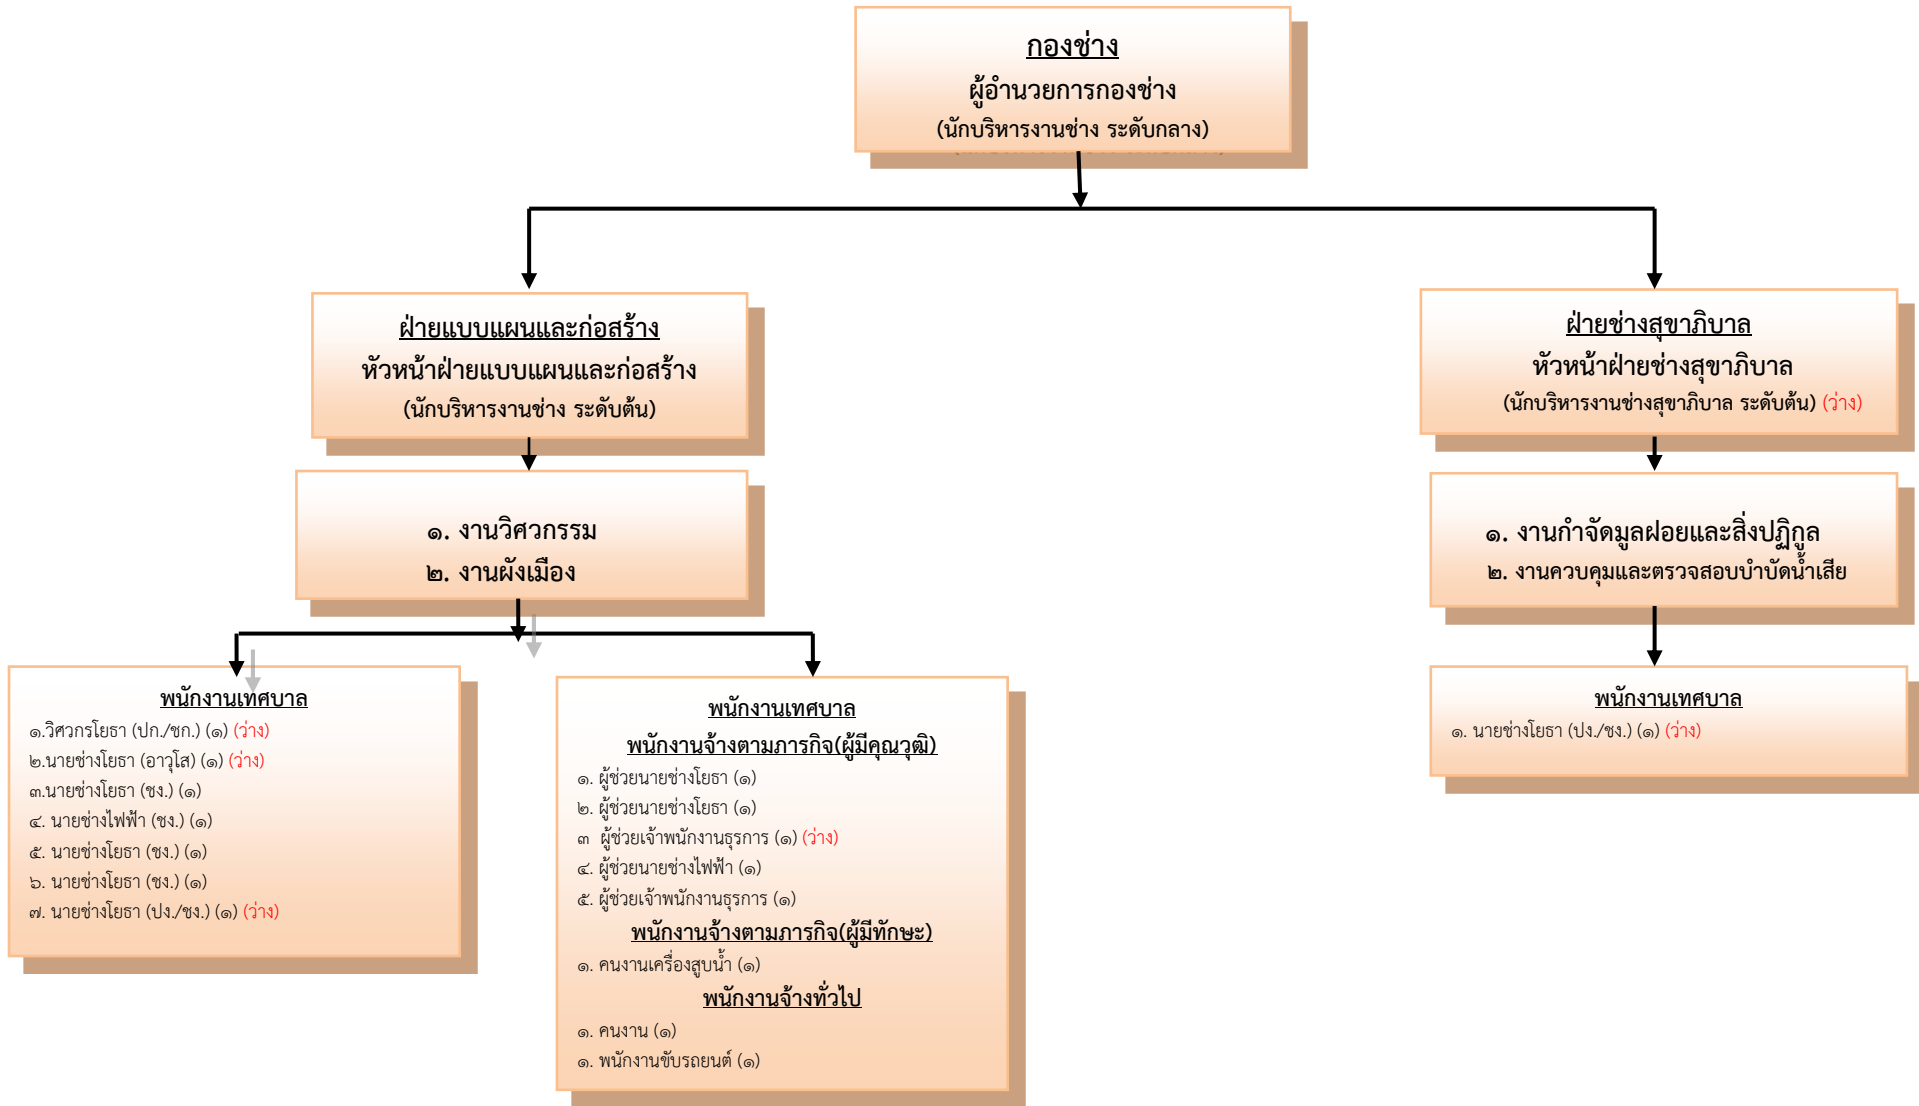 กองช่าง
ผู้อำนวยการกองช่าง
(นักบริหารงานช่าง ระดับกลาง)
ฝ่ายแบบแผนและก่อสร้าง
หัวหน้าฝ่ายแบบแผนและก่อสร้าง
(นักบริหารงานช่าง ระดับต้น)
ฝ่ายช่างสุขาภิบาล
หัวหน้าฝ่ายช่างสุขาภิบาล
(นักบริหารงานช่างสุขาภิบาล ระดับต้น) (ว่าง)
๑. งานวิศวกรรม
๒. งานผังเมือง
๑. งานกำจัดมูลฝอยและสิ่งปฏิกูล
๒. งานควบคุมและตรวจสอบบำบัดน้ำเสีย
พนักงานเทศบาล
๑.วิศวกรโยธา (ปก./ชก.) (๑) (ว่าง)
๒.นายช่างโยธา (อาวุโส) (๑) (ว่าง)
๓.นายช่างโยธา (ชง.) (๑)
๔. นายช่างไฟฟ้า (ชง.) (๑)
๕. นายช่างโยธา (ชง.) (๑)
๖. นายช่างโยธา (ชง.) (๑)
๗. นายช่างโยธา (ปง./ชง.) (๑) (ว่าง)
พนักงานเทศบาล
พนักงานจ้างตามภารกิจ(ผู้มีคุณวุฒิ)
๑. ผู้ช่วยนายช่างโยธา (๑)
๒. ผู้ช่วยนายช่างโยธา (๑)
๓ ผู้ช่วยเจ้าพนักงานธุรการ (๑) (ว่าง)
๔. ผู้ช่วยนายช่างไฟฟ้า (๑)
๕. ผู้ช่วยเจ้าพนักงานธุรการ (๑)
พนักงานจ้างตามภารกิจ(ผู้มีทักษะ)
๑. คนงานเครื่องสูบน้ำ (๑)
พนักงานจ้างทั่วไป
๑. คนงาน (๑)
๑. พนักงานขับรถยนต์ (๑)
พนักงานเทศบาล
๑. นายช่างโยธา (ปง./ชง.) (๑) (ว่าง)